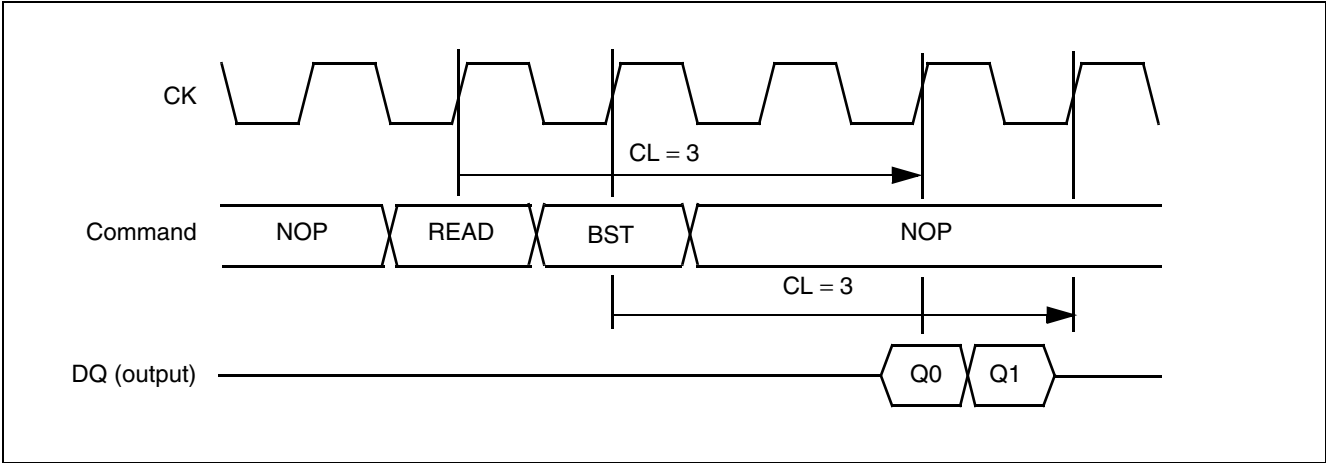 CK
CL = 3
Command NOP READ BST NOP
CL = 3
DQ (output) Q0 Q1